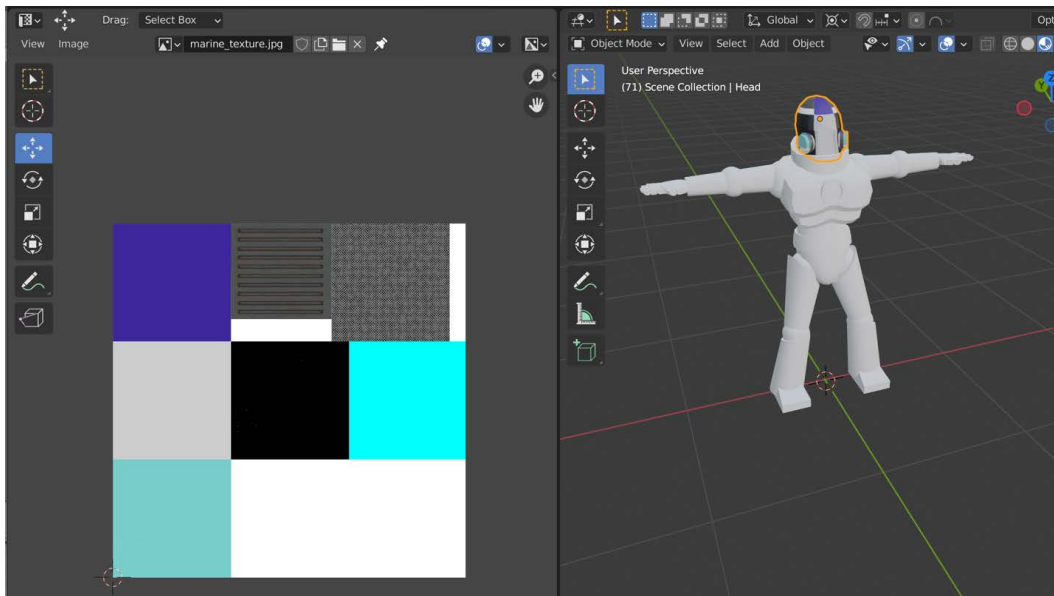 Drag: Select Box
View Image marine_texture.jpg
Global
Opt
Object Mode View Select Add Object
User Perspective
(71) Scene Collection | Head
Z
Y